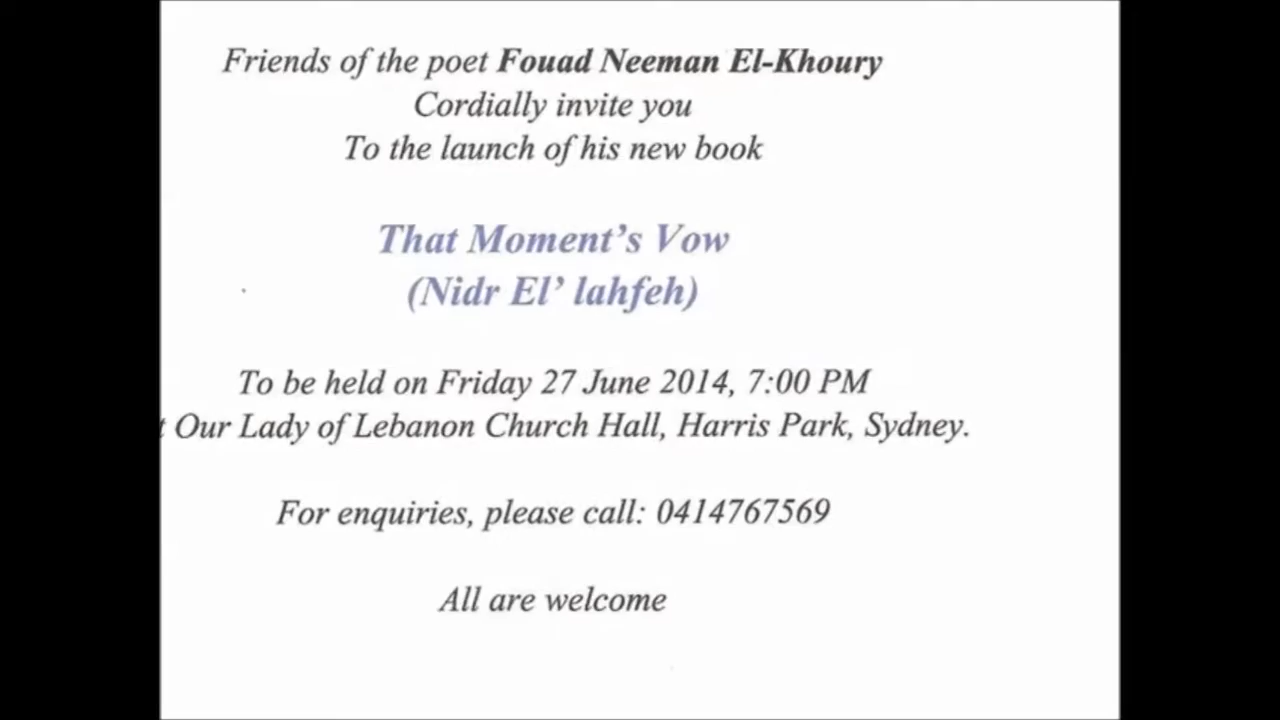 Friends of the poet Fouad Neeman El-Khoury
Cordially invite you
To the launch of his new book
That Moment's Vow
(Nidr El' lahfeh)
To be held on Friday 27 June 2014, 7:00 PM
t Our Lady of Lebanon Church Hall, Harris Park, Sydney.
For enquiries, please call: 0414767569
All are welcome